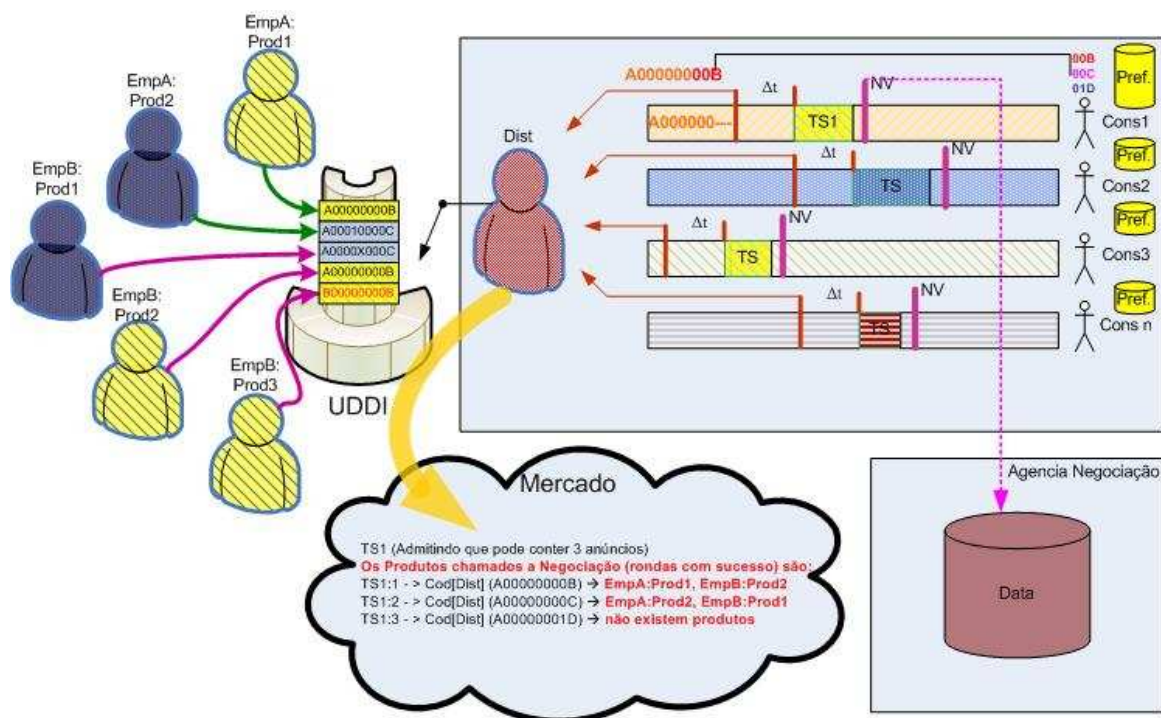 EmpA:
Prod1
EmpA:
Prod2
EmpB:
Prod1
EmpB:
Prod2
EmpB:
Prod3
A00000000B
A00010000C
A0000X000C
A00000000B
BD0000000B
UDDI
Dist
A00000000B
00B
00C
01D
Pref.
Δt
NV
A000000----
TS1
Cons1
Pref.
Δt
NV
TS
Cons2
Pref.
Δt
NV
TS
Cons3
Pref.
Δt
NV
TS
Cons n
Mercado
TS1 (Admitindo que pode conter 3 anúncios)
Os Produtos chamados a Negociação (rondas com sucesso) são:
TS1:1 - > Cod[Dist] (A00000000B) → EmpA:Prod1, EmpB:Prod2
TS1:2 - > Cod[Dist] (A00000000C) → EmpA:Prod2, EmpB:Prod1
TS1:3 - > Cod[Dist] (A00000001D) → não existem produtos
Agencia Negociação
Data